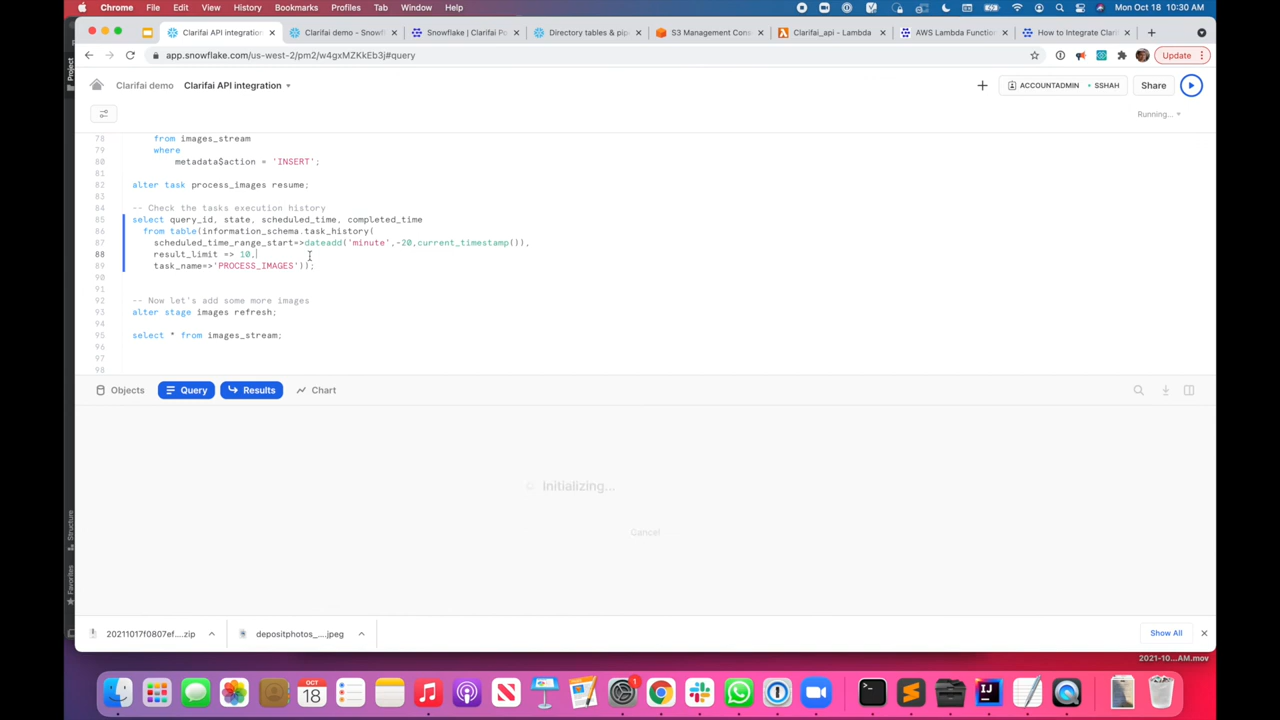 Chrome File Edit View History Bookmarks Profiles Tab Window Help
Mon Oct 18 10:30 AM
Clarifai API integration
Clarifai demo - Snowfl
Snowflake | Clarifai Po
Directory tables & pip
S3 Management Cons
Clarifai_api - Lambda
AWS Lambda Function
How to Integrate Clari
app.snowflake.com/us-west-2/pm2/w4gxMZKkEb3j#query
Update
Project
Clarifai demo
Clarifai API integration
ACCOUNTADMIN • SSHAH
Share
Running...
78 from images_stream
79 where
80 metadata$action = 'INSERT';
81
82 alter task process_images resume;
83
84 -- Check the tasks execution history
85 select query_id, state, scheduled_time, completed_time
86 from table(information_schema.task_history(
87 scheduled_time_range_start=>dateadd('minute',-20,current_timestamp()),
88 result_limit => 10,
89 task_name=>'PROCESS_IMAGES'));
90
91
92 -- Now let's add some more images
93 alter stage images refresh;
94
95 select * from images_stream;
96
97
98
Objects Query Results Chart
Initializing...
Cancel
Structure
Favorites
20211017f0807ef....zip
depositphotos_....jpeg
Show All
2021-10...AM.mov
OCT
18
1